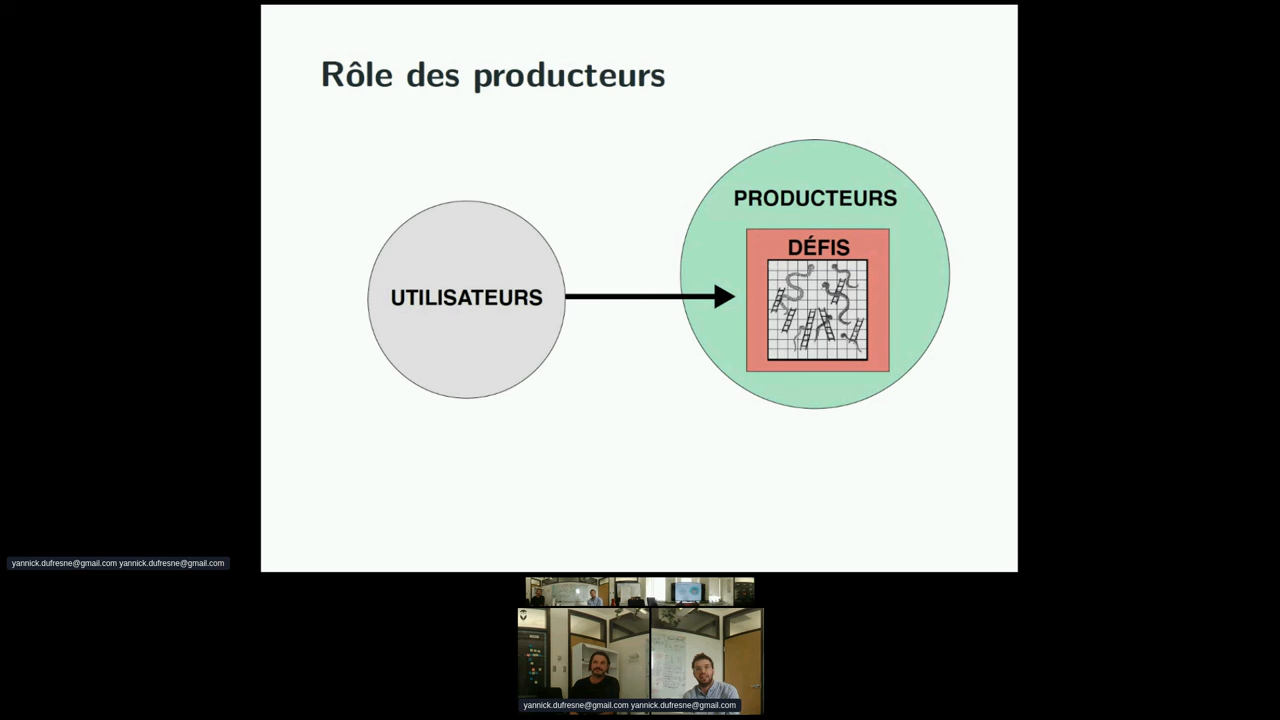 Rôle des producteurs
PRODUCTEURS
DÉFIS
UTILISATEURS
yannick.dufresne@gmail.com yannick.dufresne@gmail.com
yannick.dufresne@gmail.com yannick.dufresne@gmail.com